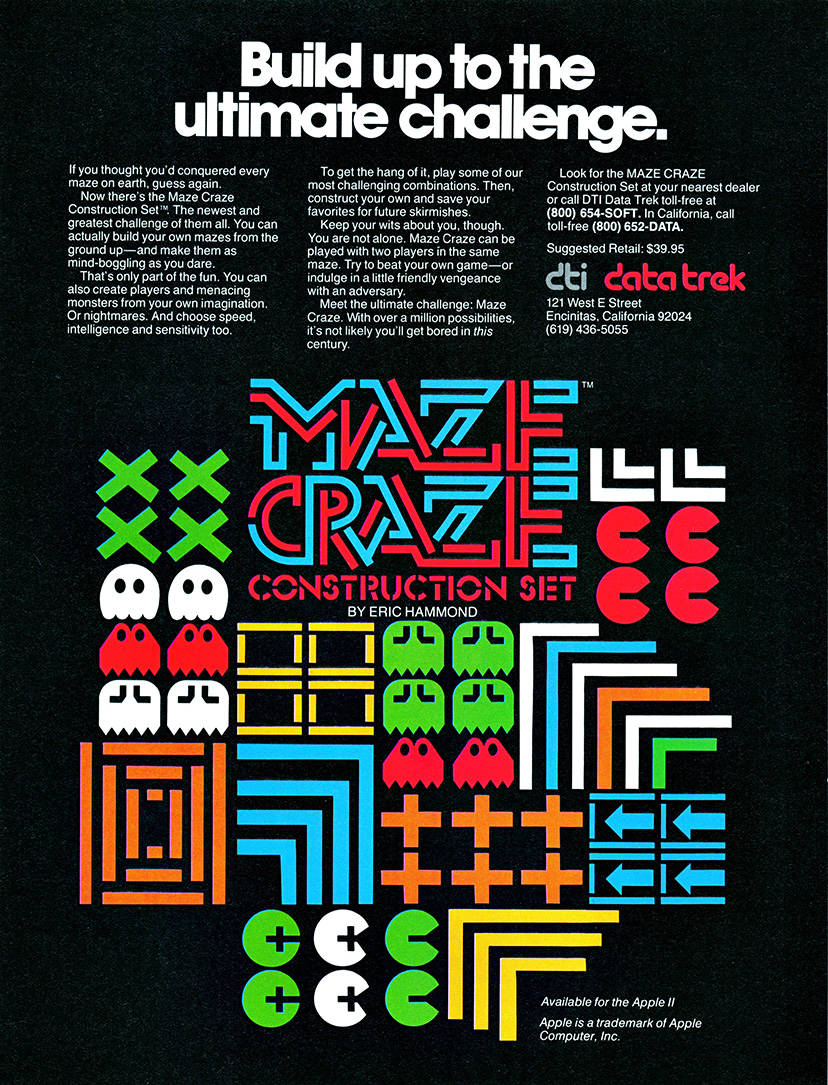 Build up to the
ultimate challenge.
If you thought you'd conquered every
maze on earth, guess again.
Now there's the Maze Craze
Construction Set™. The newest and
greatest challenge of them all. You can
actually build your own mazes from the
ground up—and make them as
mind-boggling as you dare.
That's only part of the fun. You can
also create players and menacing
monsters from your own imagination.
Or nightmares. And choose speed,
intelligence and sensitivity too.
To get the hang of it, play some of our
most challenging combinations. Then,
construct your own and save your
favorites for future skirmishes.
Keep your wits about you, though.
You are not alone. Maze Craze can be
played with two players in the same
maze. Try to beat your own game—or
indulge in a little friendly vengeance
with an adversary.
Meet the ultimate challenge: Maze
Craze. With over a million possibilities,
it's not likely you'll get bored in this
century.
Look for the MAZE CRAZE
Construction Set at your nearest dealer
or call DTI Data Trek toll-free at
(800) 654-SOFT. In California, call
toll-free (800) 652-DATA.
Suggested Retail: $39.95
dti data trek
121 West E Street
Encinitas, California 92024
(619) 436-5055
MAZE ™
CRAZE
CONSTRUCTION SET
BY ERIC HAMMOND
Available for the Apple II
Apple is a trademark of Apple
Computer, Inc.